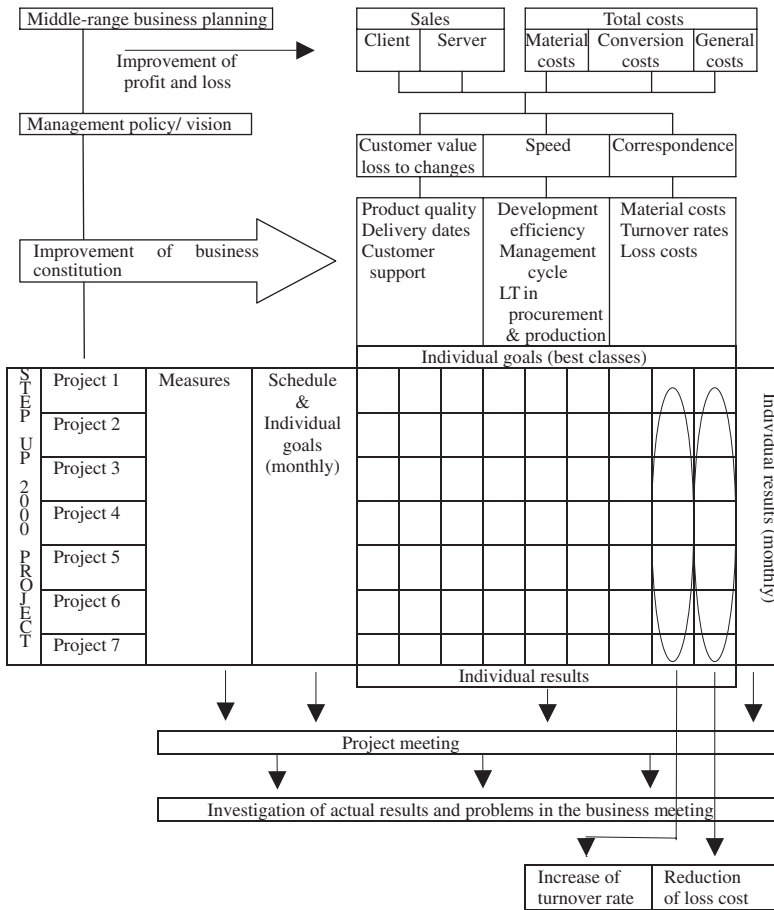 Middle-range business planning
Improvement of
profit and loss
Sales
Client Server
Total costs
Material
costs
Conversion
costs
General
costs
Management policy/ vision
Customer value
loss to changes
Speed
Correspondence
Improvement of business
constitution
Product quality
Delivery dates
Customer
support
Development
efficiency
Management
cycle
LT in
procurement
& production
Material costs
Turnover rates
Loss costs
Individual goals (best classes)
STEP UP 2000 PROJECT
Project 1
Project 2
Project 3
Project 4
Project 5
Project 6
Project 7
Measures
Schedule
&
Individual
goals
(monthly)
Individual results (monthly)
Individual results
Project meeting
Investigation of actual results and problems in the business meeting
Increase of
turnover rate
Reduction
of loss cost